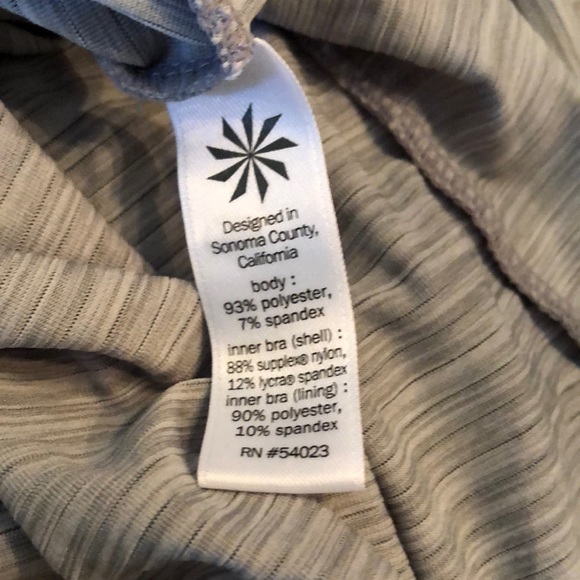 Designed in
Sonoma County,
California
body :
93% polyester,
7% spandex
inner bra (shell) :
88% supplex® nylon,
12% lycra® spandex
inner bra (lining) :
90% polyester,
10% spandex
RN #54023